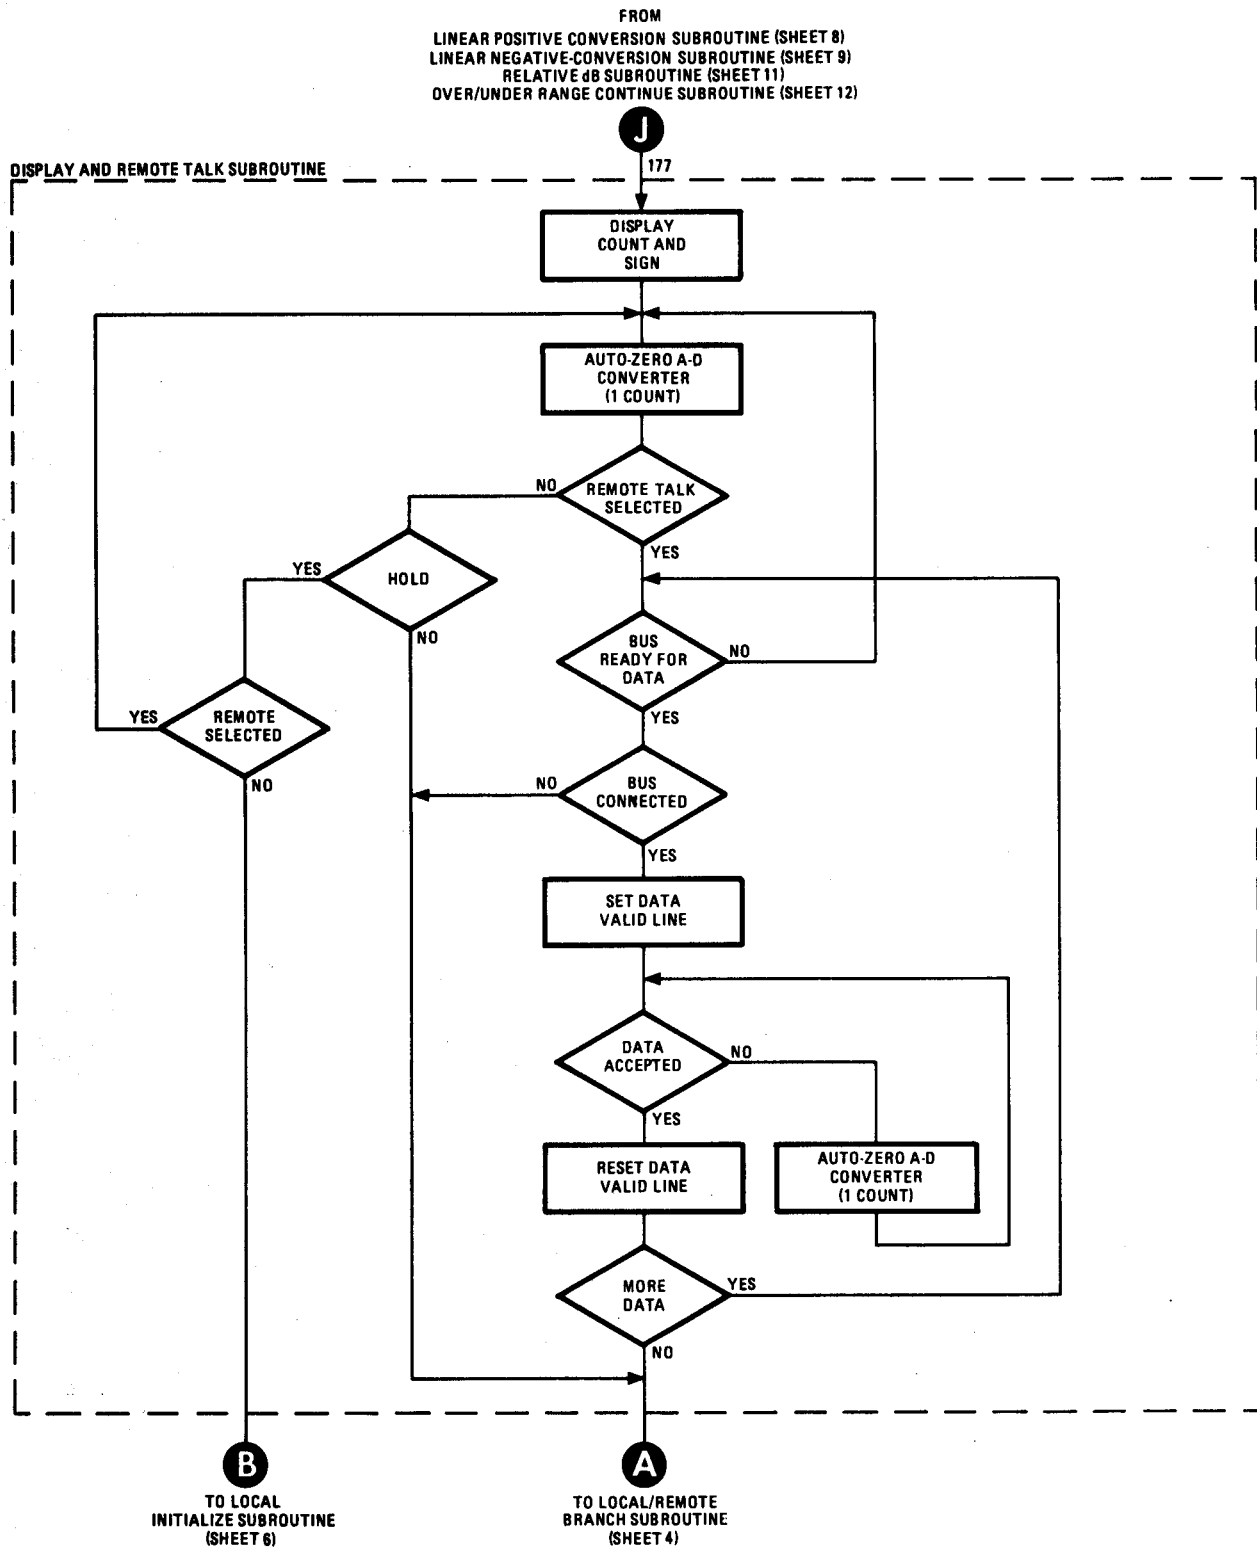 FROM
LINEAR POSITIVE CONVERSION SUBROUTINE (SHEET 8)
LINEAR NEGATIVE-CONVERSION SUBROUTINE (SHEET 9)
RELATIVE dB SUBROUTINE (SHEET 11)
OVER/UNDER RANGE CONTINUE SUBROUTINE (SHEET 12)
J
177
DISPLAY AND REMOTE TALK SUBROUTINE
DISPLAY
COUNT AND
SIGN
AUTO-ZERO A-D
CONVERTER
(1 COUNT)
NO
REMOTE TALK
SELECTED
YES
YES
HOLD
NO
BUS
READY FOR
DATA
NO
YES
YES
REMOTE
SELECTED
NO
NO
BUS
CONNECTED
YES
SET DATA
VALID LINE
DATA
ACCEPTED
NO
YES
RESET DATA
VALID LINE
AUTO-ZERO A-D
CONVERTER
(1 COUNT)
MORE
DATA
YES
NO
B
TO LOCAL
INITIALIZE SUBROUTINE
(SHEET 6)
A
TO LOCAL/REMOTE
BRANCH SUBROUTINE
(SHEET 4)